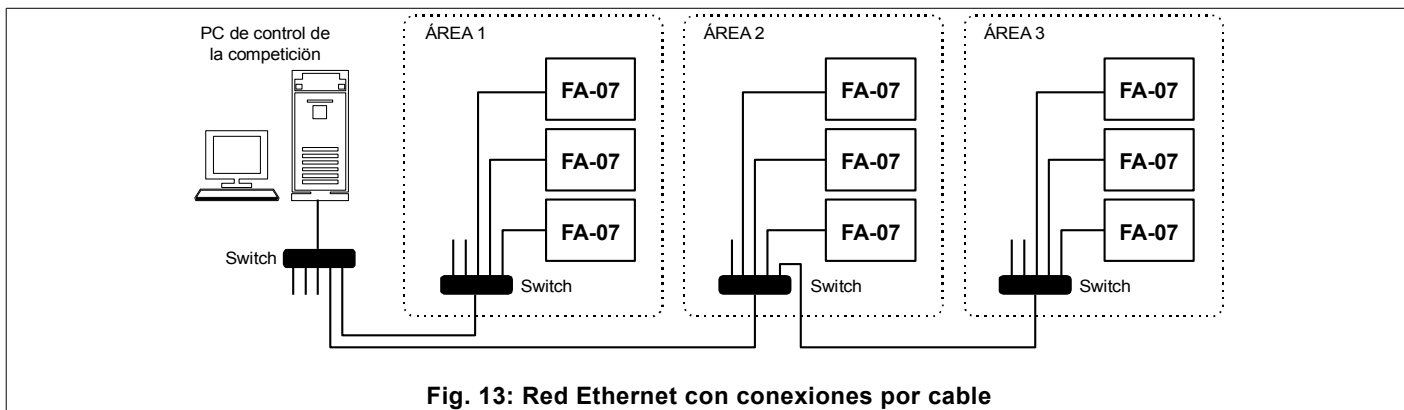 PC de control de
la competición
ÁREA 1
ÁREA 2
ÁREA 3
FA-07
FA-07
FA-07
FA-07
FA-07
FA-07
FA-07
FA-07
FA-07
Switch
Switch
Switch
Switch
Fig. 13: Red Ethernet con conexiones por cable